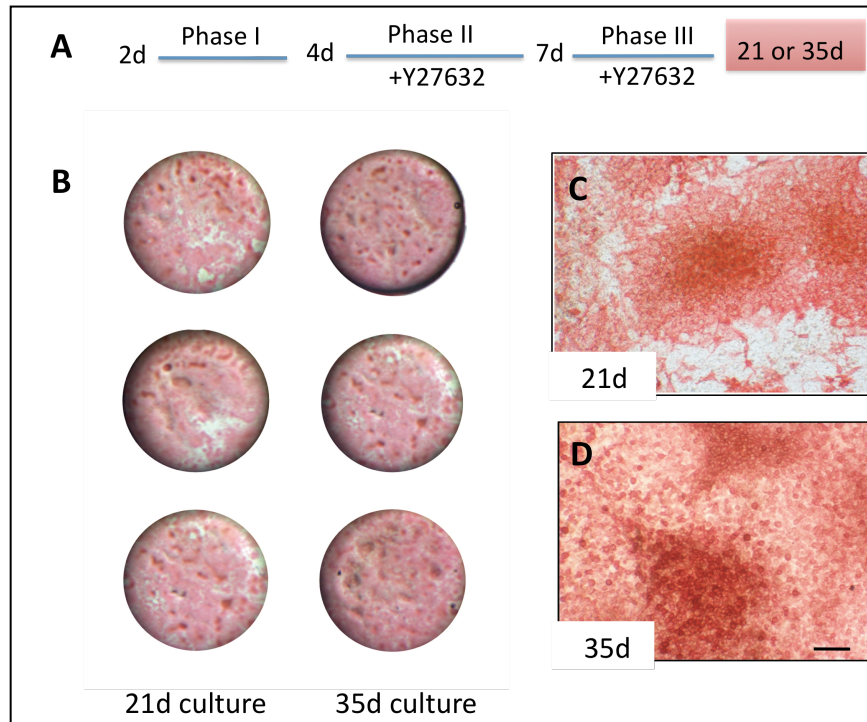 A
2d Phase I 4d Phase II 7d Phase III 21 or 35d
+Y27632 +Y27632
B
C
21d
D
35d
21d culture 35d culture